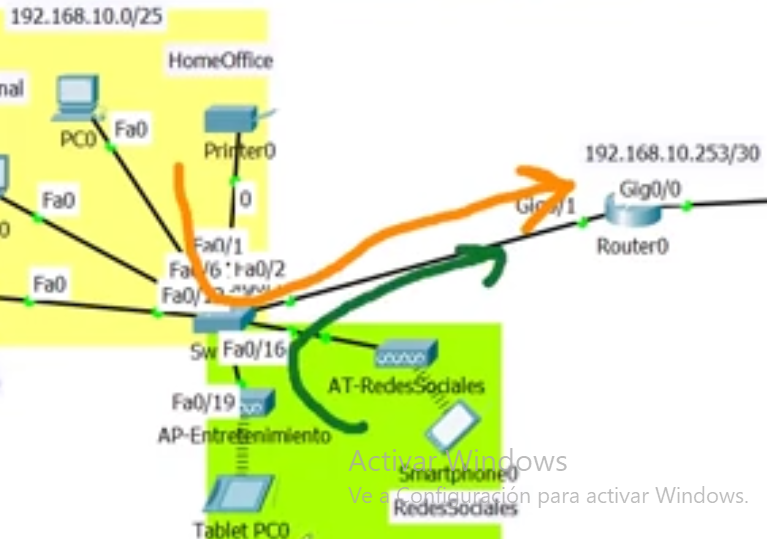 192.168.10.0/25
HomeOffice
nal
PC0
Fa0
Printer0
192.168.10.253/30
Fa0
0
0
Gig0/0
Router0
Fa0/1
Fa0/2
Fa0
Fa0/16
AT-RedesSociales
Fa0/19
AP-Entretenimiento
Activar Windows
Smartphone0
Ve a Configuración para activar Windows.
RedesSociales
Tablet PC0